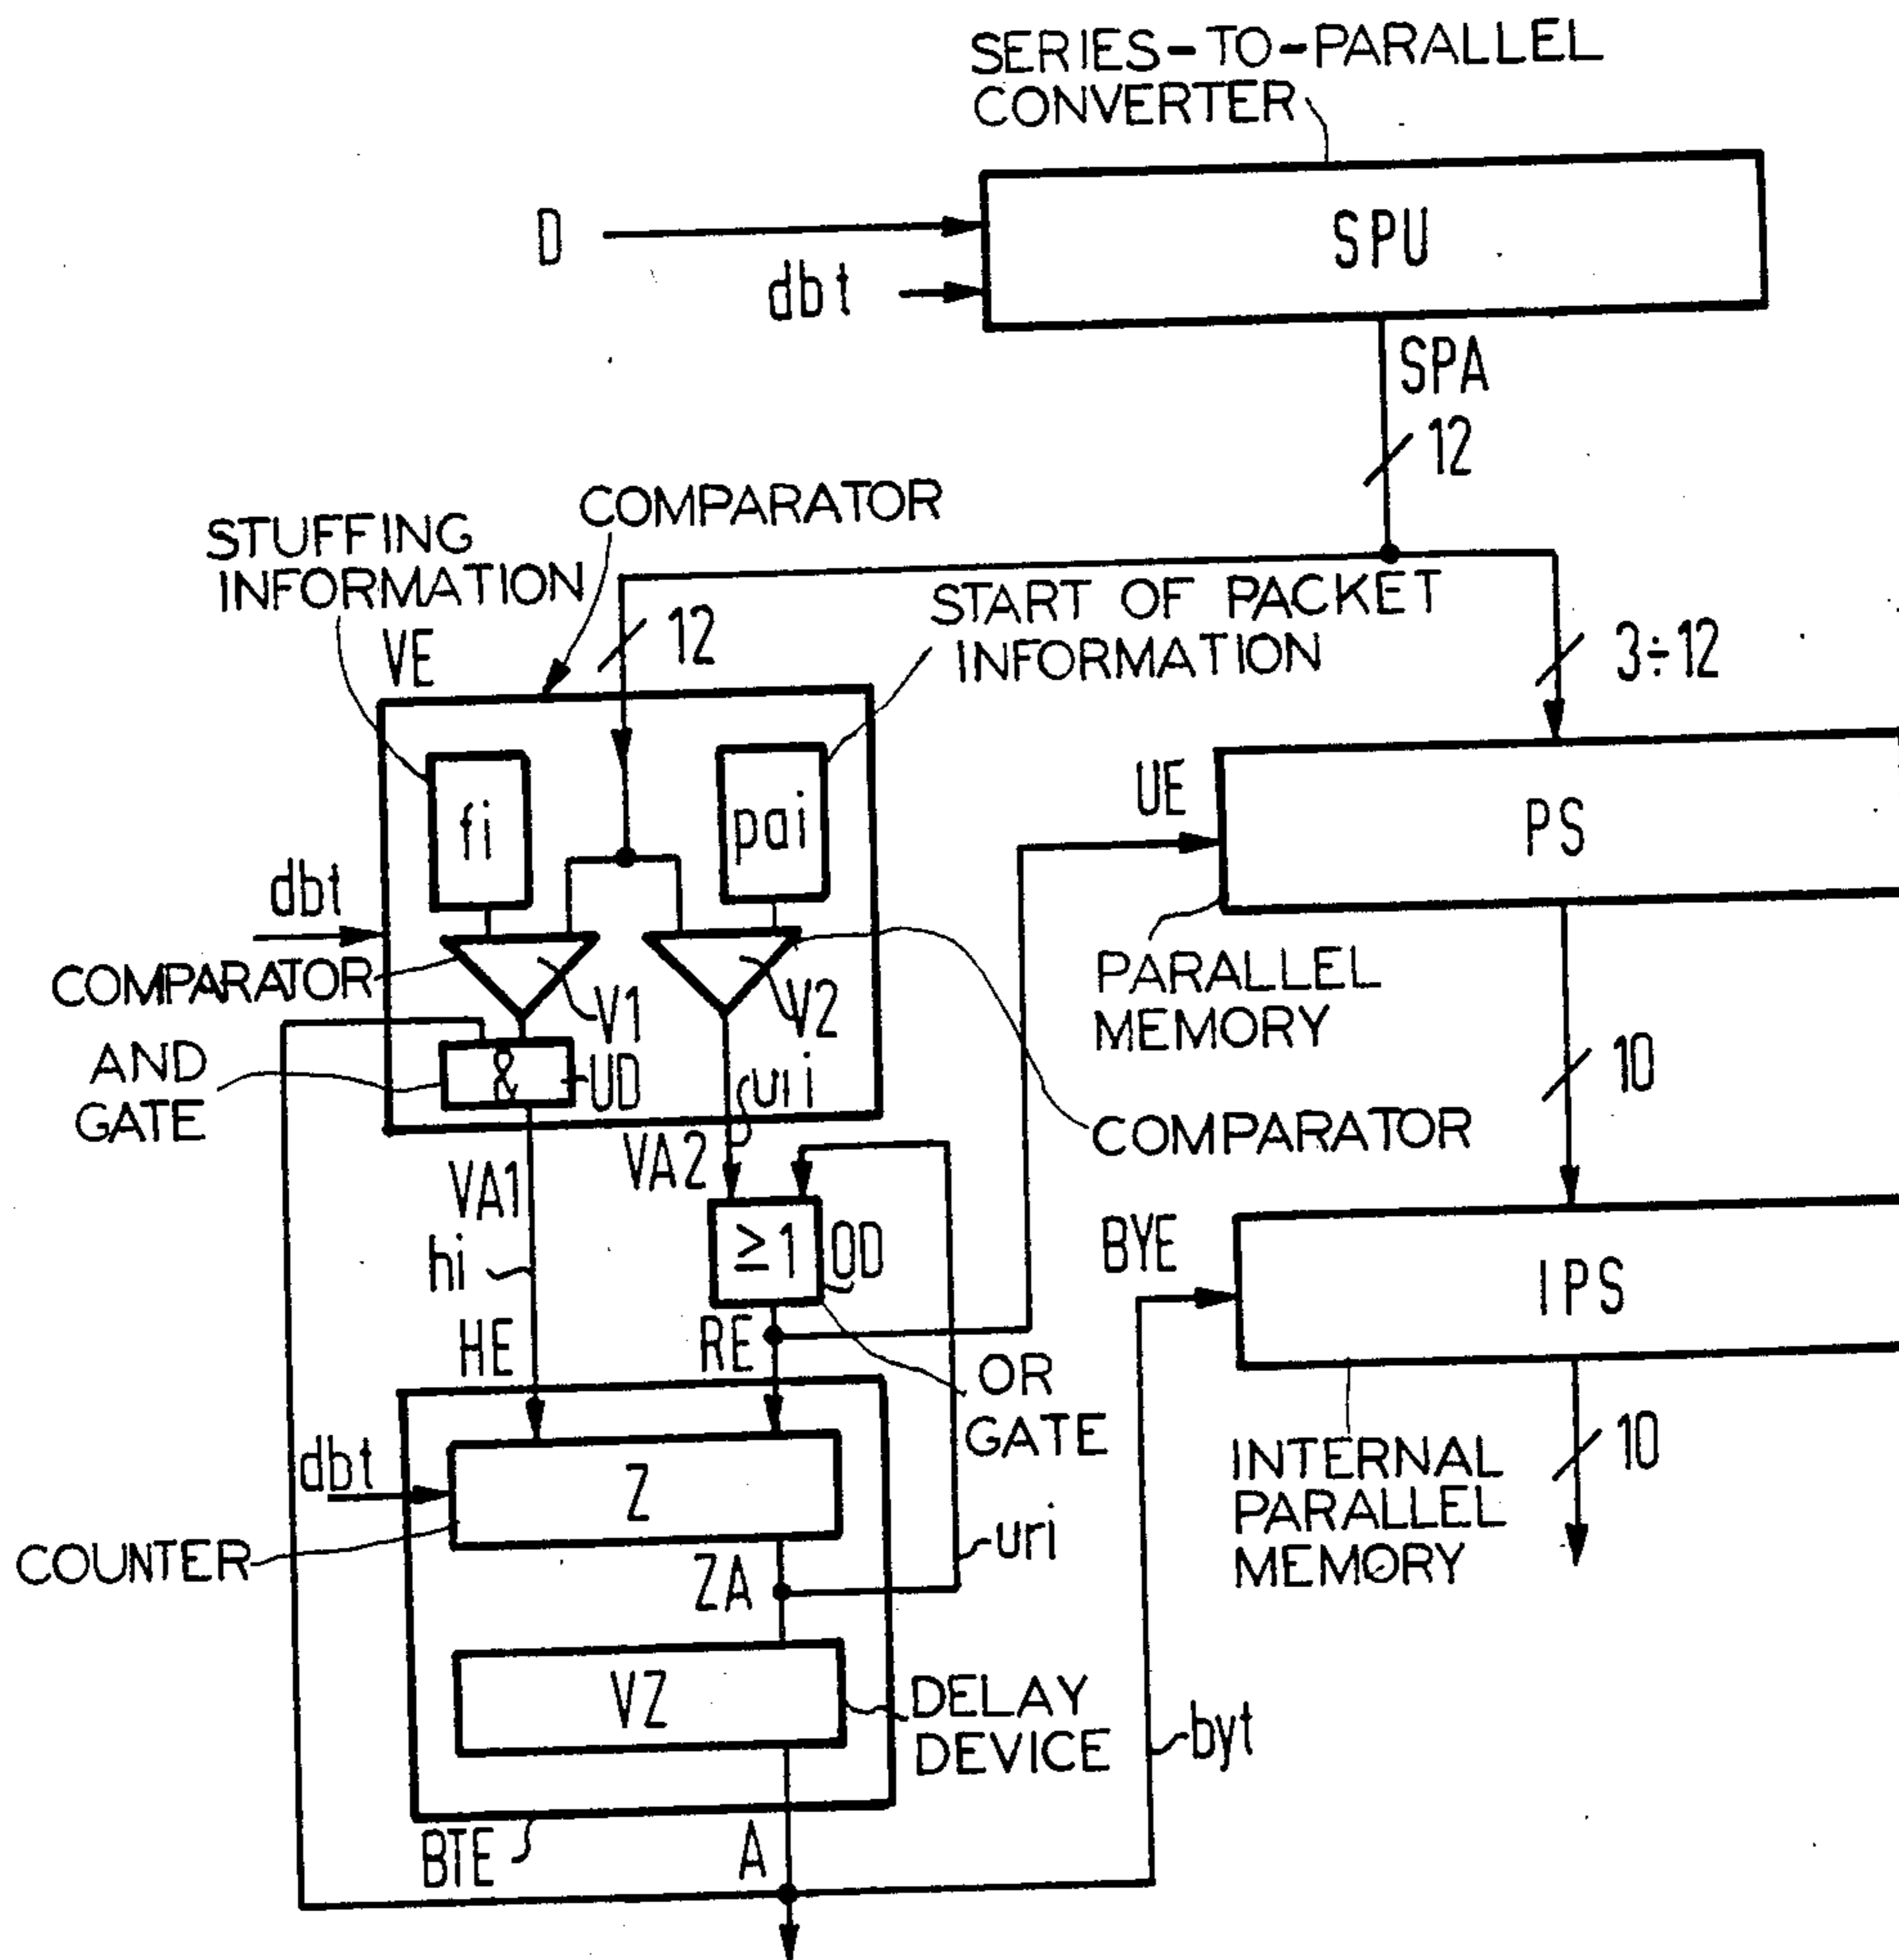 SERIES-TO-PARALLEL
CONVERTER
D
SPU
dbt
SPA
12
STUFFING
INFORMATION
COMPARATOR
VE
12
START OF PACKET
INFORMATION
3÷12
fi
pai
UE
PS
dbt
COMPARATOR
V1
V2
PARALLEL
MEMORY
AND
GATE
&
UD
uri
10
COMPARATOR
VA1
VA2
hi
≥1
OD
BYE
IPS
HE
RE
OR
GATE
dbt
Z
INTERNAL
PARALLEL
MEMORY
10
COUNTER
ZA
uri
VZ
DELAY
DEVICE
byt
BTE
A